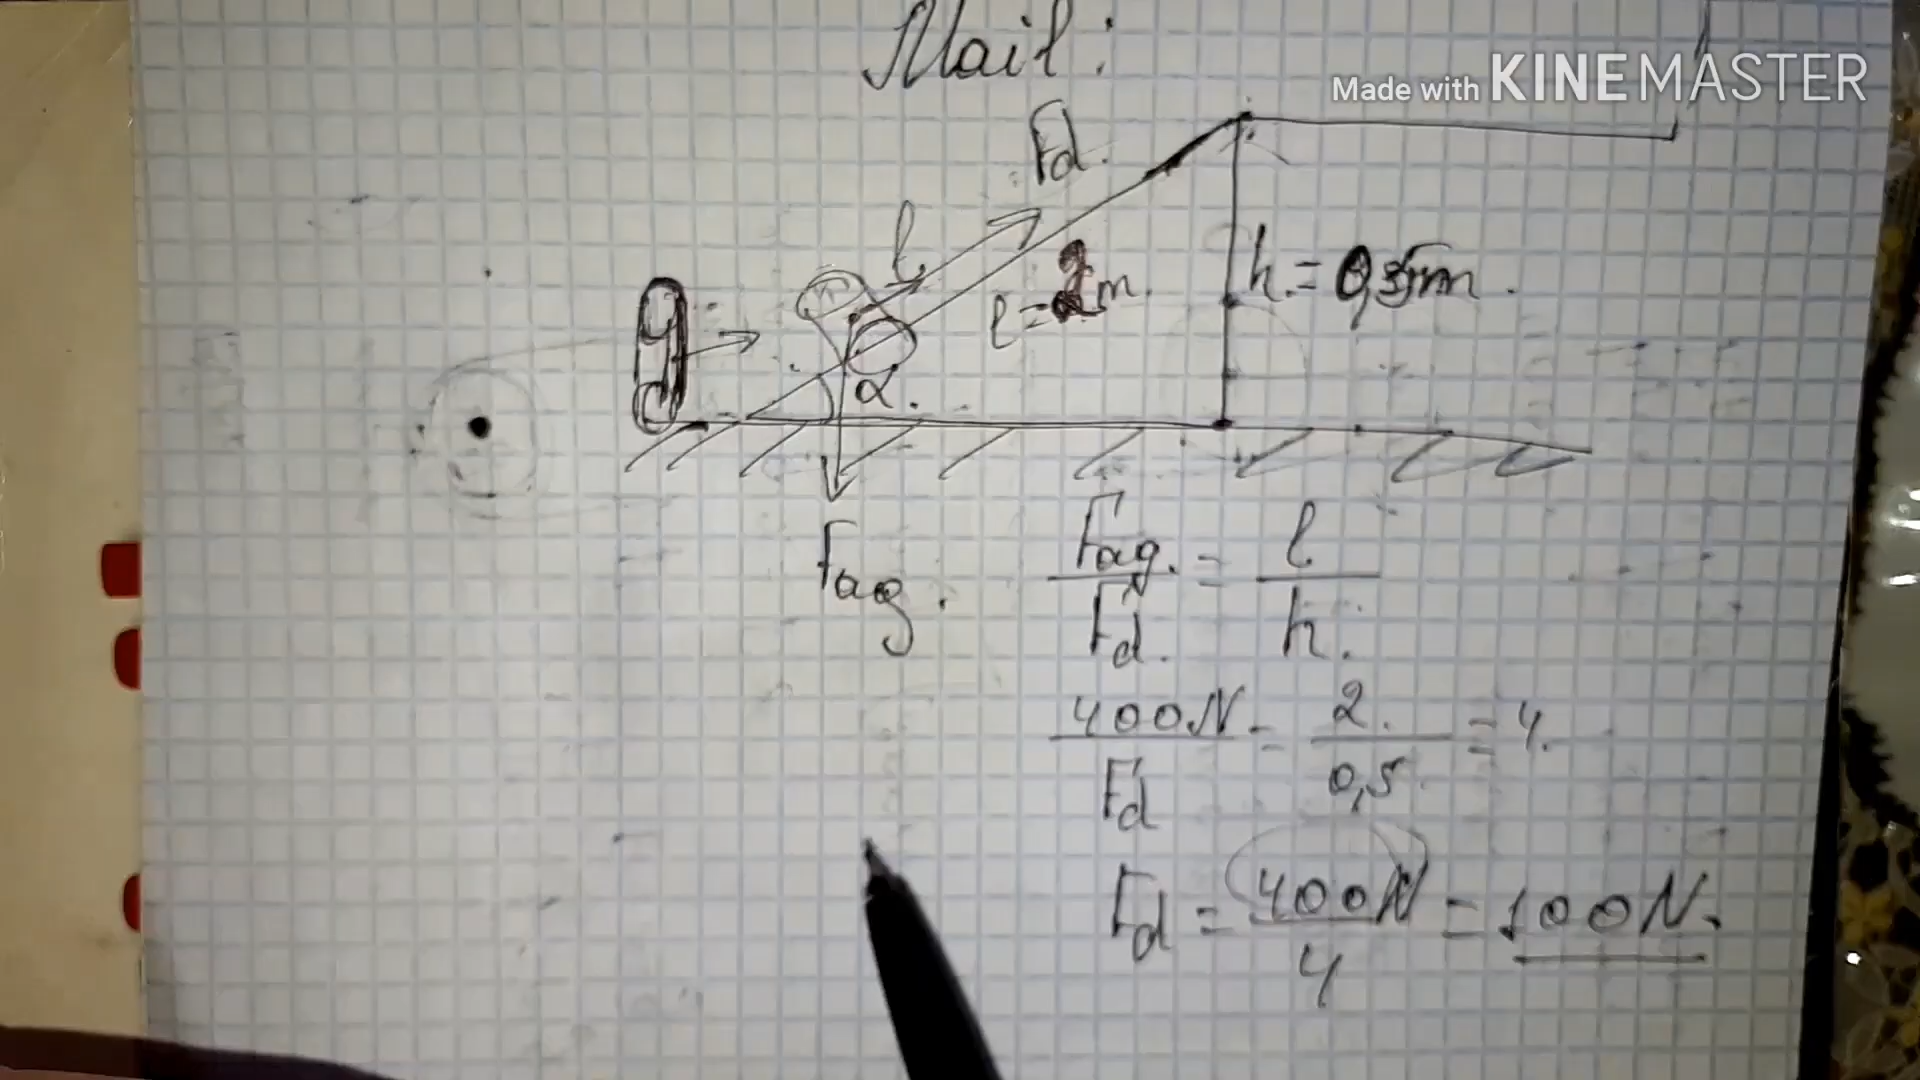 Mail:
Made with KINEMASTER
Fd.
l
l = 2m.
h. = 0,5m.
α.
Fag.
Fag. / Fd. = l / h.
400N / Fd = 2. / 0,5 = 4.
Fd = 400N / 4 = 100N.